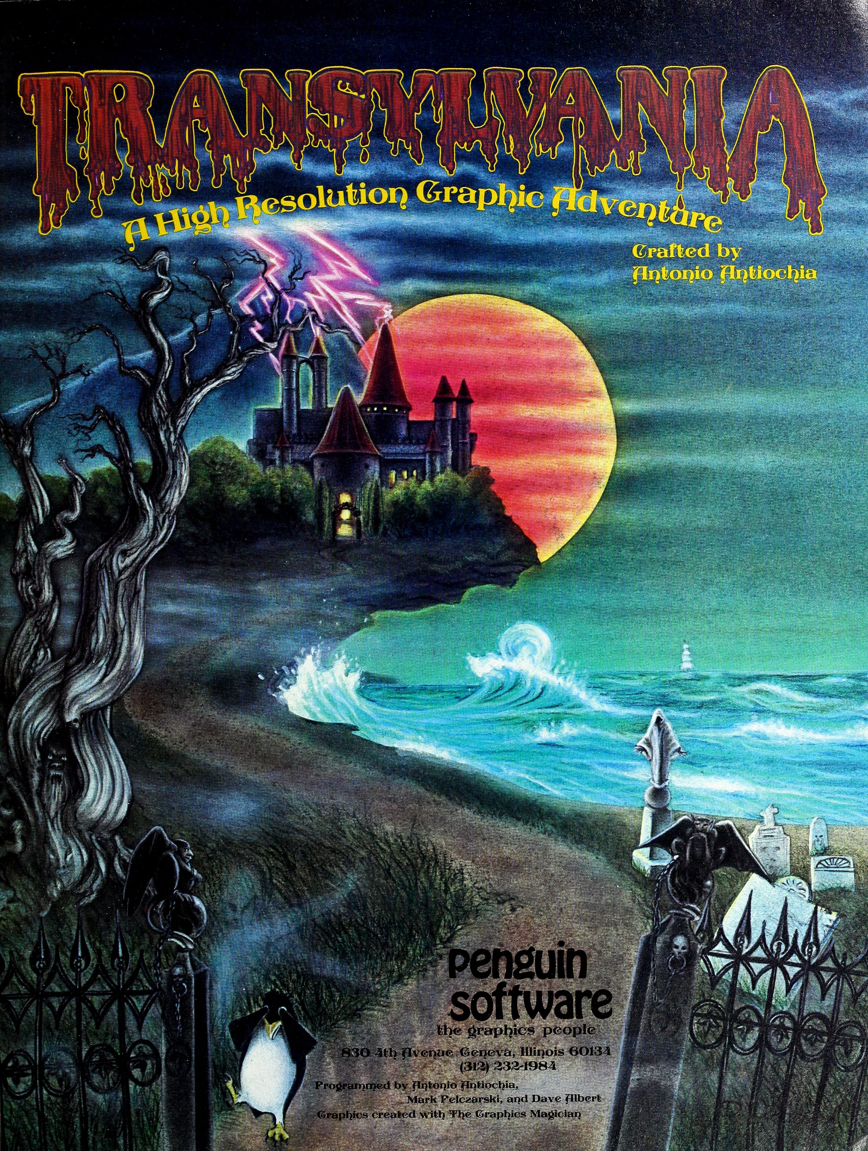 TRANSYLVANIA
A High Resolution Graphic Adventure
Crafted by
Antonio Antiochia
penguin
software
the graphics people
830 4th Avenue Geneva, Illinois 60134
(312) 232-1984
Programmed by Antonio Antiochia,
Mark Pelczarski, and Dave Albert
Graphics created with The Graphics Magician